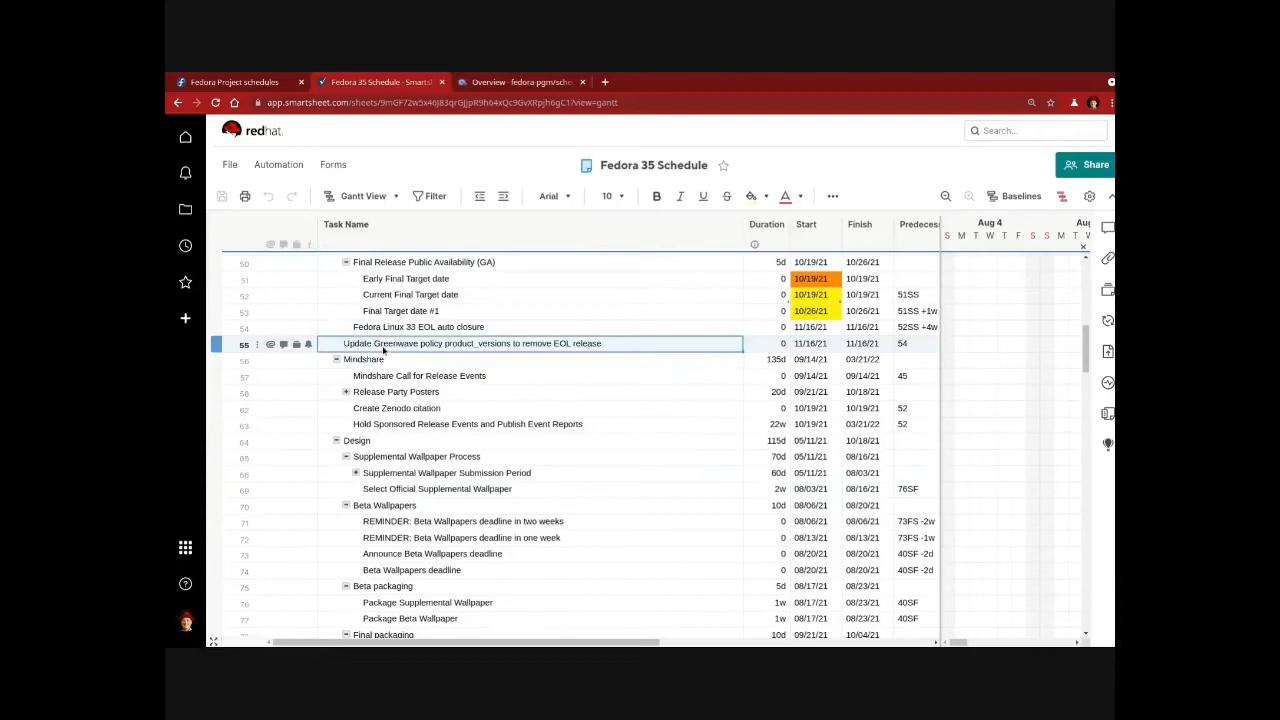 Fedora Project schedules
Fedora 35 Schedule - Smarts
Overview - fedora-pgm/sche
app.smartsheet.com/sheets/9mGF72w5x46J83qrGJjpR9h64xQc9GvXRpjh6gC1?view=gantt
redhat.
Search...
File Automation Forms
Fedora 35 Schedule
Share
Gantt View Filter Arial 10 B I U S A Baselines
Task Name Duration Start Finish Predeces Aug 4 Au
S M T W T F S S M T W
50 Final Release Public Availability (GA) 5d 10/19/21 10/26/21
51 Early Final Target date 0 10/19/21 10/19/21
52 Current Final Target date 0 10/19/21 10/19/21 51SS
53 Final Target date #1 0 10/26/21 10/26/21 51SS +1w
54 Fedora Linux 33 EOL auto closure 0 11/16/21 11/16/21 52SS +4w
55 Update Greenwave policy product_versions to remove EOL release 0 11/16/21 11/16/21 54
56 Mindshare 135d 09/14/21 03/21/22
57 Mindshare Call for Release Events 0 09/14/21 09/14/21 45
58 Release Party Posters 20d 09/21/21 10/18/21
62 Create Zenodo citation 0 10/19/21 10/19/21 52
63 Hold Sponsored Release Events and Publish Event Reports 22w 10/19/21 03/21/22 52
64 Design 115d 05/11/21 10/18/21
65 Supplemental Wallpaper Process 70d 05/11/21 08/16/21
66 Supplemental Wallpaper Submission Period 60d 05/11/21 08/03/21
69 Select Official Supplemental Wallpaper 2w 08/03/21 08/16/21 76SF
70 Beta Wallpapers 10d 08/06/21 08/20/21
71 REMINDER: Beta Wallpapers deadline in two weeks 0 08/06/21 08/06/21 73FS -2w
72 REMINDER: Beta Wallpapers deadline in one week 0 08/13/21 08/13/21 73FS -1w
73 Announce Beta Wallpapers deadline 0 08/20/21 08/20/21 40SF -2d
74 Beta Wallpapers deadline 0 08/20/21 08/20/21 40SF -2d
75 Beta packaging 5d 08/17/21 08/23/21
76 Package Supplemental Wallpaper 1w 08/17/21 08/23/21 40SF
77 Package Beta Wallpaper 1w 08/17/21 08/23/21 40SF
Final packaging 10d 09/21/21 10/04/21